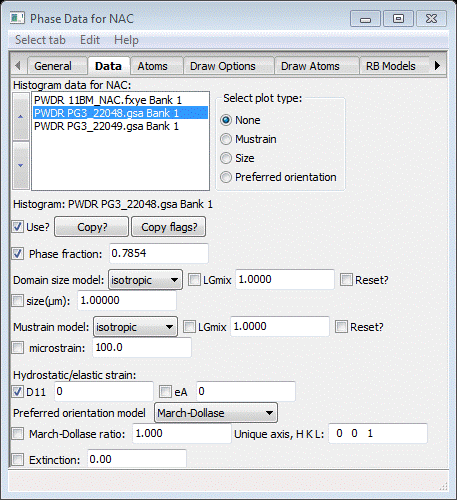 Phase Data for NAC
Select tab Edit Help
General Data Atoms Draw Options Draw Atoms RB Models
Histogram data for NAC:
PWDR 11BM_NAC.fxye Bank 1
PWDR PG3_22048.gsa Bank 1
PWDR PG3_22049.gsa Bank 1
Select plot type:
None
Mustrain
Size
Preferred orientation
Histogram: PWDR PG3_22048.gsa Bank 1
Use? Copy? Copy flags?
Phase fraction: 0.7854
Domain size model: isotropic LGmix 1.0000 Reset?
size(μm): 1.00000
Mustrain model: isotropic LGmix 1.0000 Reset?
microstrain: 100.0
Hydrostatic/elastic strain:
D11 0 eA 0
Preferred orientation model March-Dollase
March-Dollase ratio: 1.000 Unique axis, H K L: 0 0 1
Extinction: 0.00